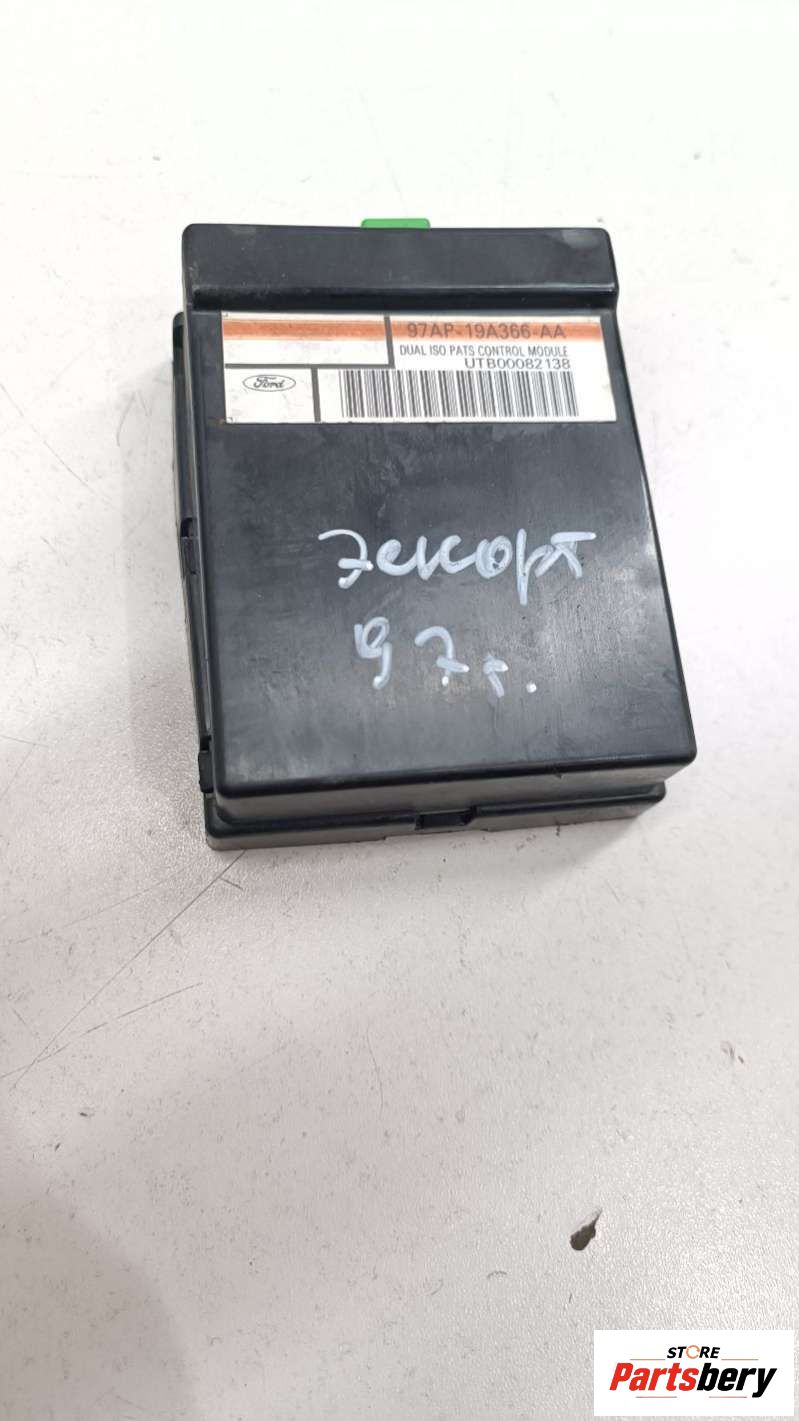 97AP-19A366-AA
DUAL ISO PATS CONTROL MODULE
UTB00082138
Ford
Эскорт
97г.
STORE
Partsbery